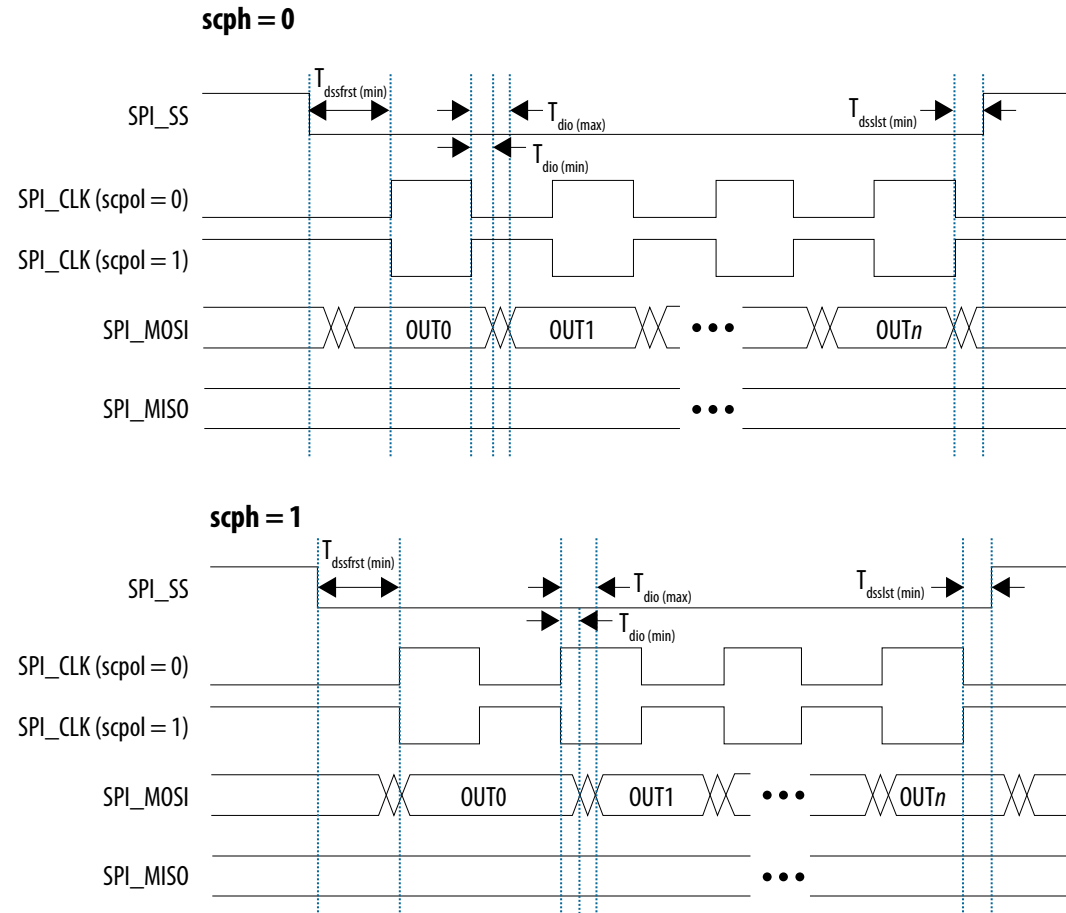 scph = 0
T dssfrst (min)
SPI_SS
T dio (max)
T dsslst (min)
T dio (min)
SPI_CLK (scpol = 0)
SPI_CLK (scpol = 1)
SPI_MOSI
OUT0
OUT1
•••
OUTn
SPI_MISO
•••
scph = 1
T dssfrst (min)
SPI_SS
T dio (max)
T dsslst (min)
T dio (min)
SPI_CLK (scpol = 0)
SPI_CLK (scpol = 1)
SPI_MOSI
OUT0
OUT1
•••
OUTn
SPI_MISO
•••